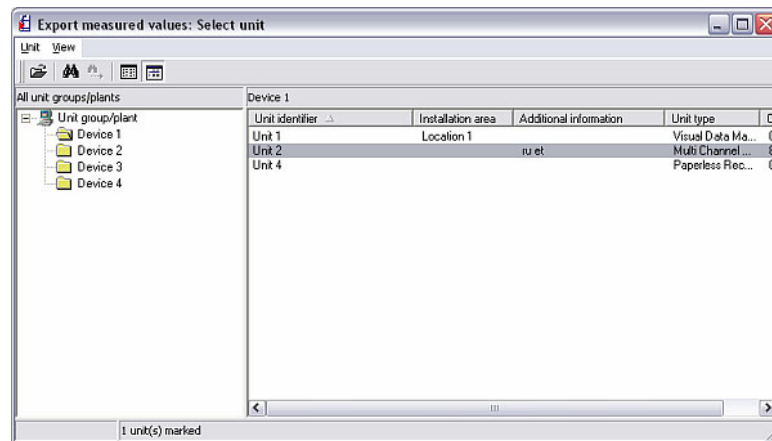 Export measured values: Select unit
Unit View
All unit groups/plants
Device 1
Unit group/plant
Device 1
Device 2
Device 3
Device 4
Unit identifier Installation area Additional information Unit type
Unit 1 Location 1 Visual Data Ma...
Unit 2 ru et Multi Channel ...
Unit 4 Paperless Rec...
1 unit(s) marked